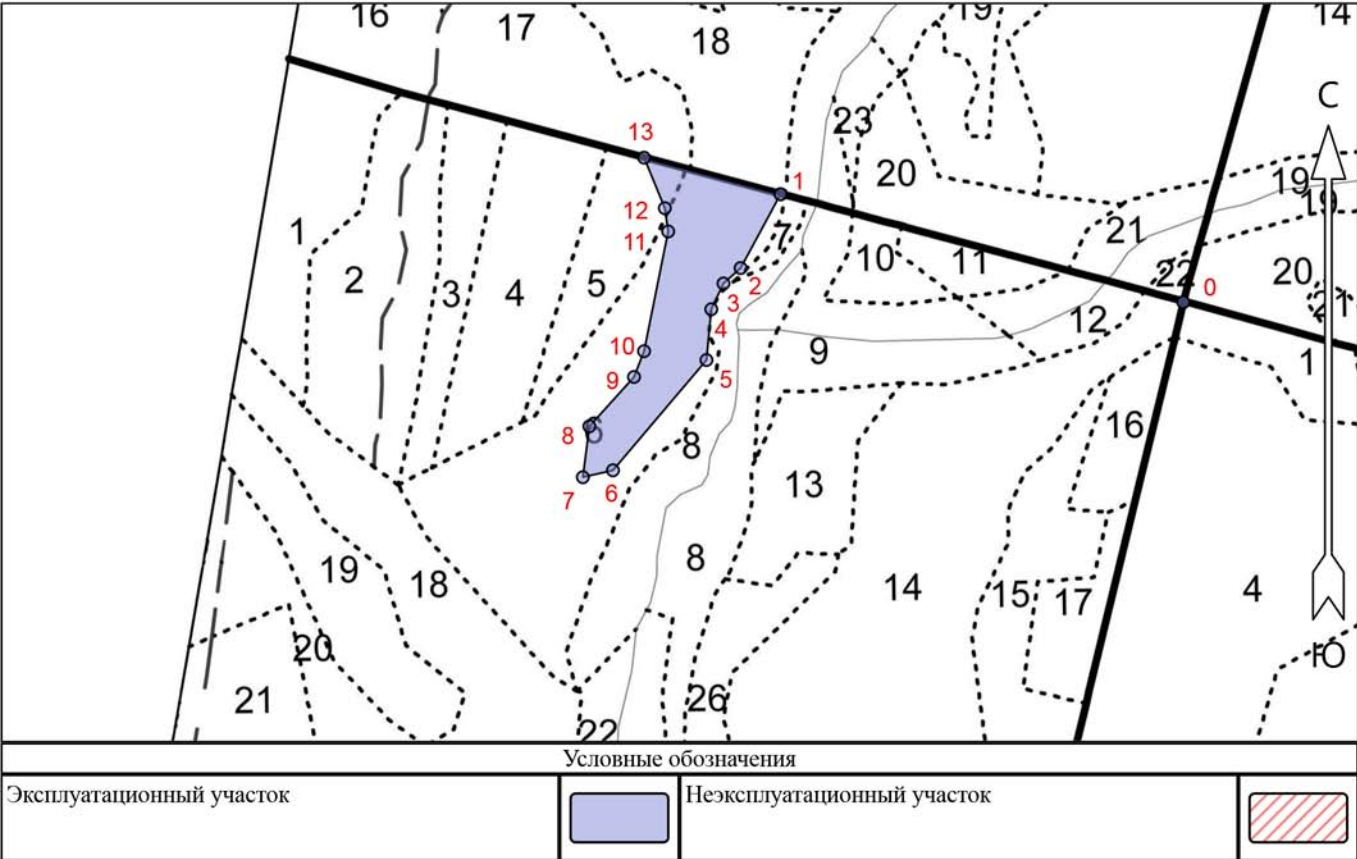 16 17 18 19 14
С
13 23
1 20 19 19
12 11 7 21
1 2 3 4 5 10 11 22 0 20 21
2 3 4 12
10 9 5 9 1
8 6 8 16
7 6 13
8
19 18 14 15 17 4
20 Ю
21 26
22
Условные обозначения
Эксплуатационный участок
Неэксплуатационный участок